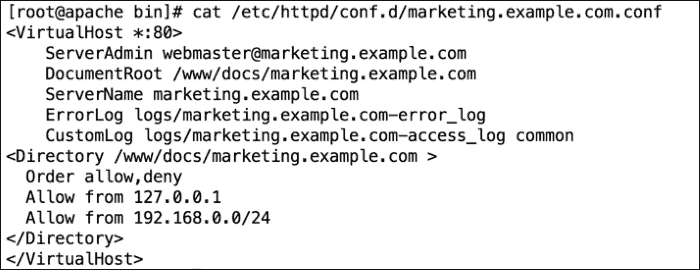 [root@apache bin]# cat /etc/httpd/conf.d/marketing.example.com.conf
<VirtualHost *:80>
    ServerAdmin webmaster@marketing.example.com
    DocumentRoot /www/docs/marketing.example.com
    ServerName marketing.example.com
    ErrorLog logs/marketing.example.com-error_log
    CustomLog logs/marketing.example.com-access_log common
<Directory /www/docs/marketing.example.com >
  Order allow,deny
  Allow from 127.0.0.1
  Allow from 192.168.0.0/24
</Directory>
</VirtualHost>